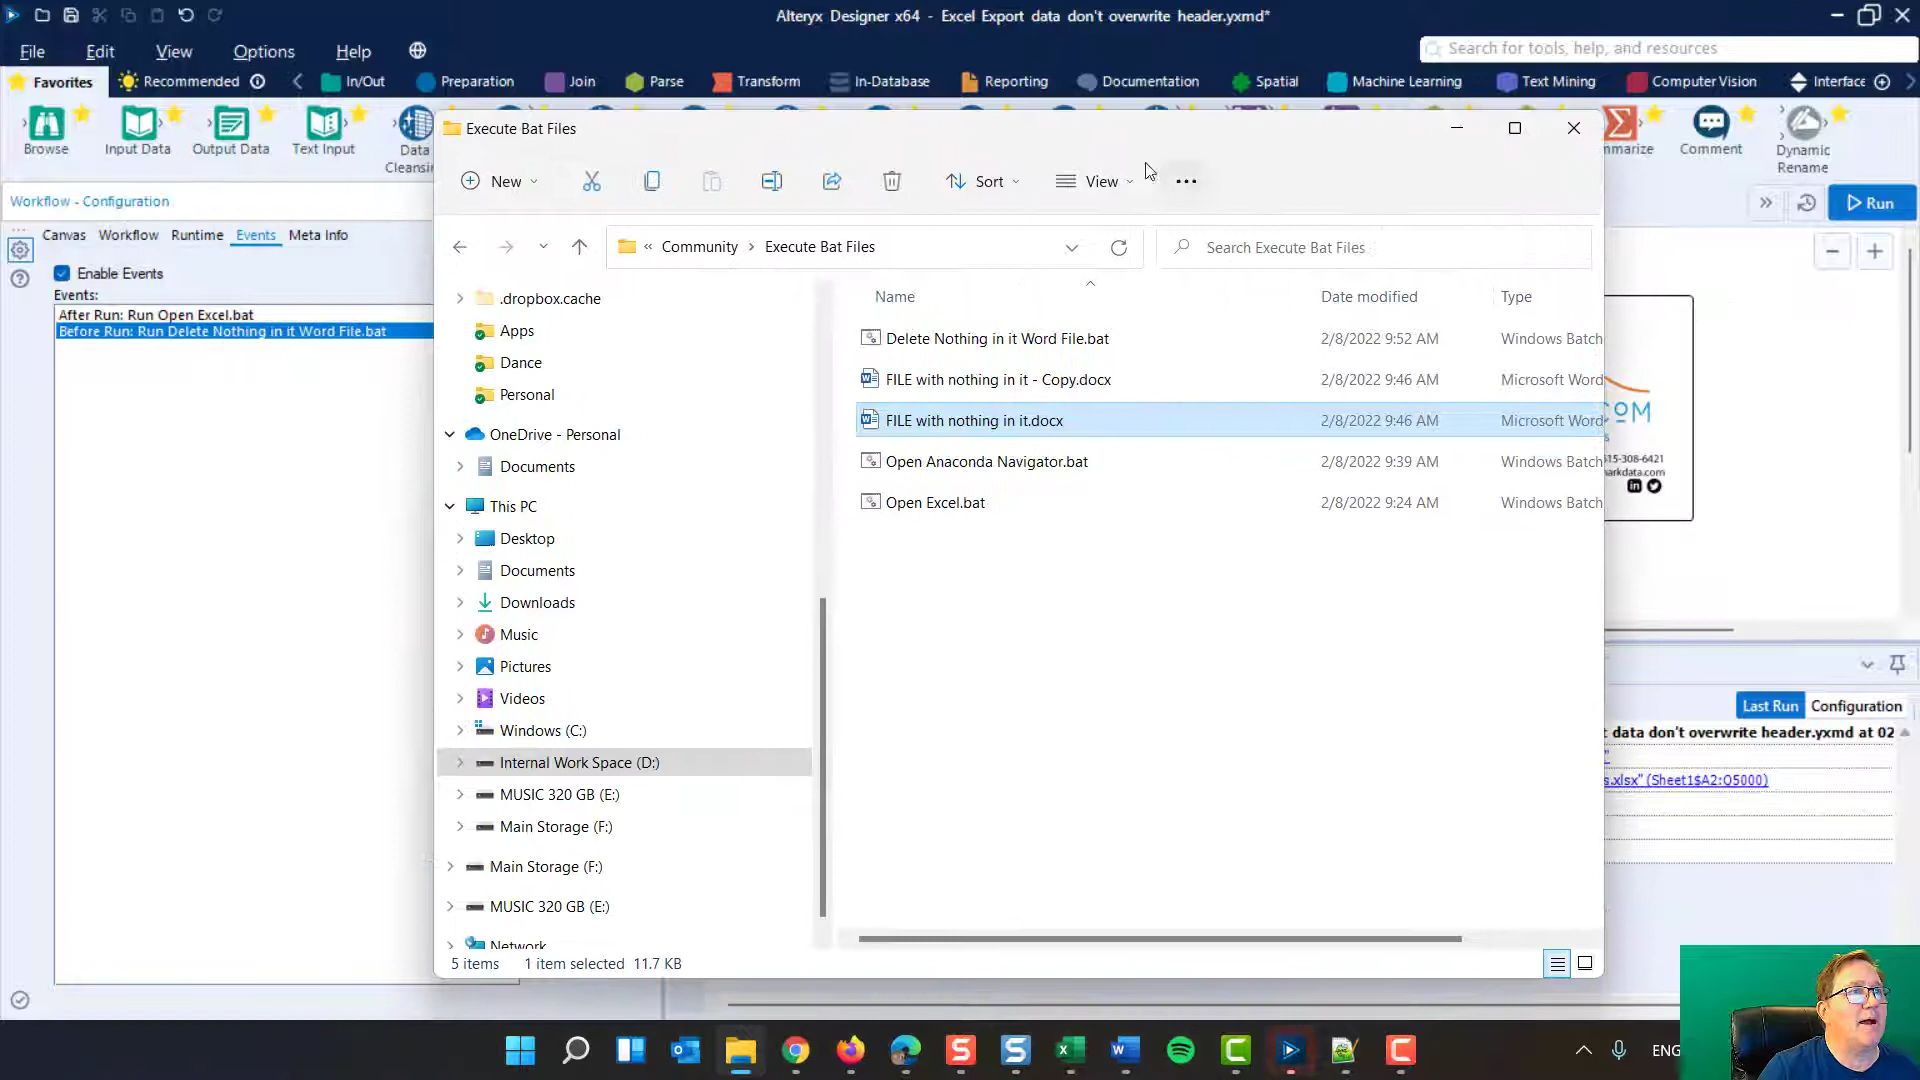 Alteryx Designer x64 - Excel Export data don't overwrite header.yxmd*
File Edit View Options Help
Search for tools, help, and resources
Favorites Recommended In/Out Preparation Join Parse Transform In-Database Reporting Documentation Spatial Machine Learning Text Mining Computer Vision Interface
Browse Input Data Output Data Text Input Data Cleansin mmarize Comment Dynamic Rename
Execute Bat Files
New Sort View
Workflow - Configuration
Run
Canvas Workflow Runtime Events Meta Info
Community Execute Bat Files
Search Execute Bat Files
Enable Events
Events:
After Run: Run Open Excel.bat
Before Run: Run Delete Nothing in it Word File.bat
.dropbox.cache
Apps
Dance
Personal
OneDrive - Personal
Documents
This PC
Desktop
Documents
Downloads
Music
Pictures
Videos
Windows (C:)
Internal Work Space (D:)
MUSIC 320 GB (E:)
Main Storage (F:)
Main Storage (F:)
MUSIC 320 GB (E:)
Network
Name Date modified Type
Delete Nothing in it Word File.bat 2/8/2022 9:52 AM Windows Batch
FILE with nothing in it - Copy.docx 2/8/2022 9:46 AM Microsoft Word
FILE with nothing in it.docx 2/8/2022 9:46 AM Microsoft Word
Open Anaconda Navigator.bat 2/8/2022 9:39 AM Windows Batch
Open Excel.bat 2/8/2022 9:24 AM Windows Batch
5 items 1 item selected 11.7 KB
OM
15-308-6421
arkdata.com
Last Run Configuration
t data don't overwrite header.yxmd at 02
s.xlsx" (Sheet1$A2:Q5000)
ENG